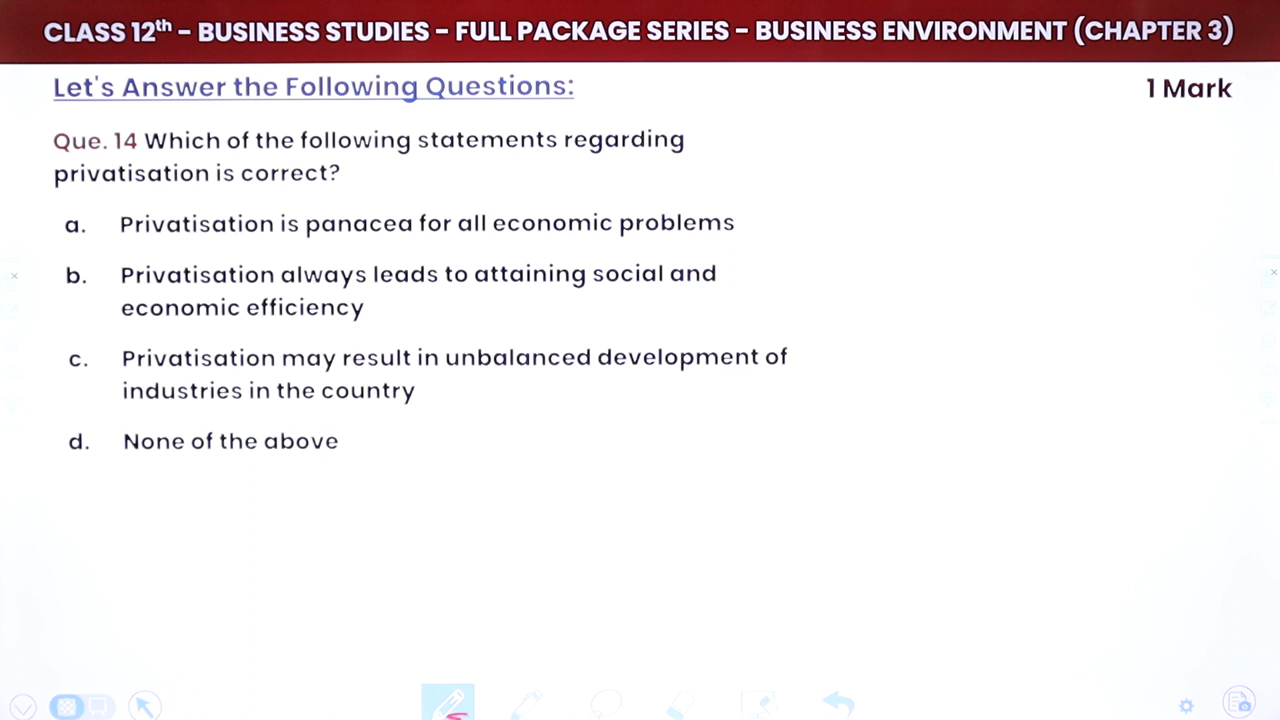 CLASS 12th – BUSINESS STUDIES – FULL PACKAGE SERIES – BUSINESS ENVIRONMENT (CHAPTER 3)
Let's Answer the Following Questions:
1 Mark
Que. 14 Which of the following statements regarding
privatisation is correct?
a. Privatisation is panacea for all economic problems
b. Privatisation always leads to attaining social and
economic efficiency
c. Privatisation may result in unbalanced development of
industries in the country
d. None of the above